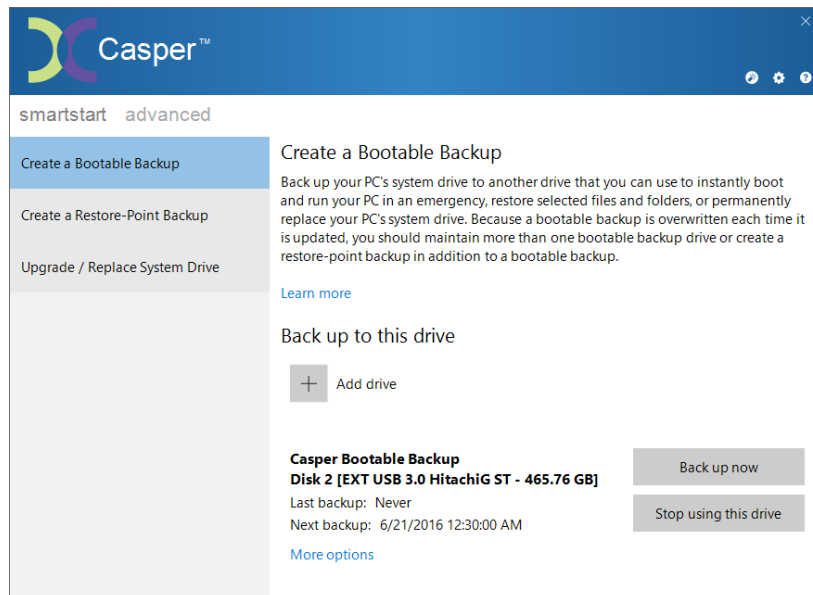 Casper™
smartstart advanced
Create a Bootable Backup
Create a Restore-Point Backup
Upgrade / Replace System Drive
Create a Bootable Backup
Back up your PC's system drive to another drive that you can use to instantly boot
and run your PC in an emergency, restore selected files and folders, or permanently
replace your PC's system drive. Because a bootable backup is overwritten each time it
is updated, you should maintain more than one bootable backup drive or create a
restore-point backup in addition to a bootable backup.
Learn more
Back up to this drive
Add drive
Casper Bootable Backup
Disk 2 [EXT USB 3.0 HitachiG ST - 465.76 GB]
Last backup: Never
Next backup: 6/21/2016 12:30:00 AM
More options
Back up now
Stop using this drive